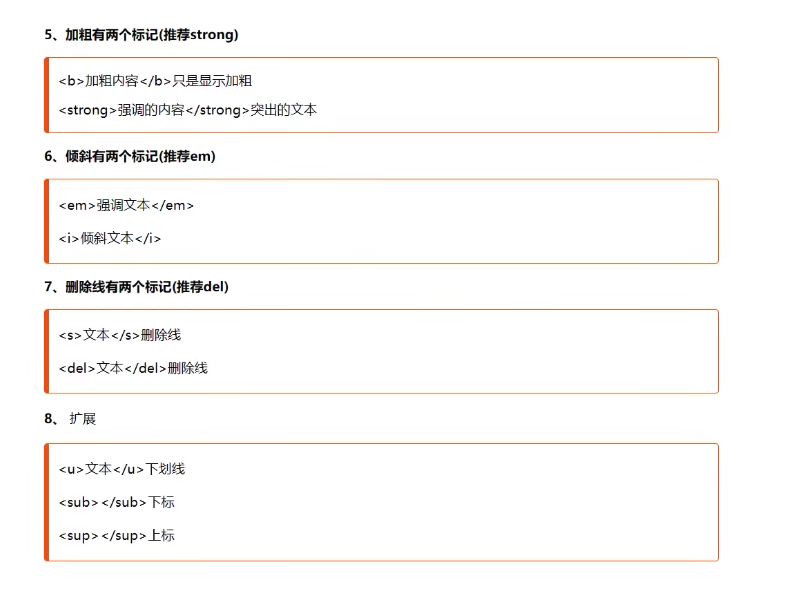 5、加粗有两个标记(推荐strong)
<b>加粗内容</b>只是显示加粗
<strong>强调的内容</strong>突出的文本
6、倾斜有两个标记(推荐em)
<em>强调文本</em>
<i>倾斜文本</i>
7、删除线有两个标记(推荐del)
<s>文本</s>删除线
<del>文本</del>删除线
8、 扩展
<u>文本</u>下划线
<sub></sub>下标
<sup></sup>上标